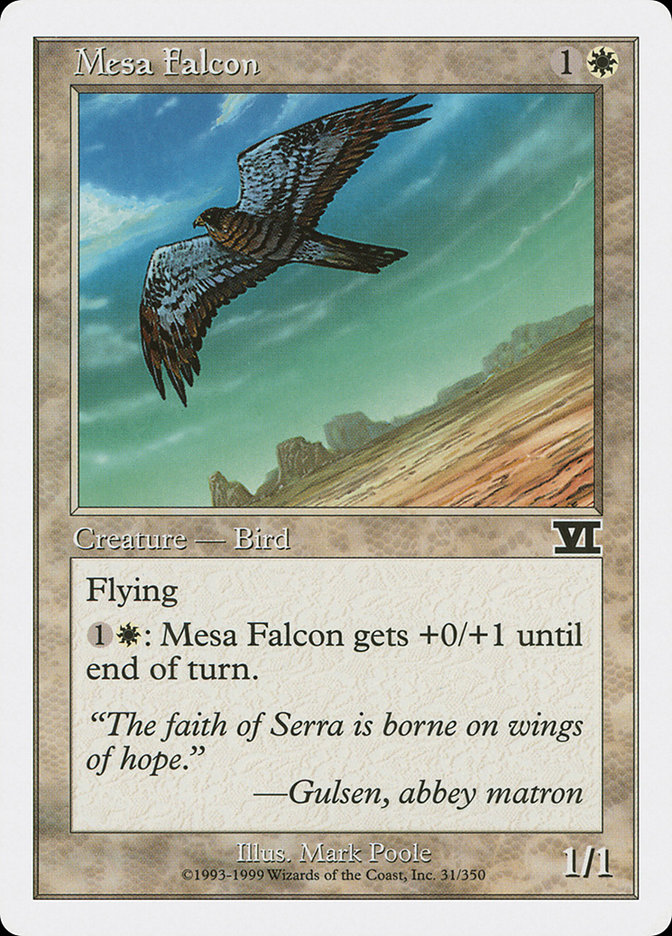 Mesa Falcon 1
Creature — Bird VI
Flying
1 : Mesa Falcon gets +0/+1 until
end of turn.
“The faith of Serra is borne on wings
of hope.”
—Gulsen, abbey matron
Illus. Mark Poole
1/1
©1993-1999 Wizards of the Coast, Inc. 31/350